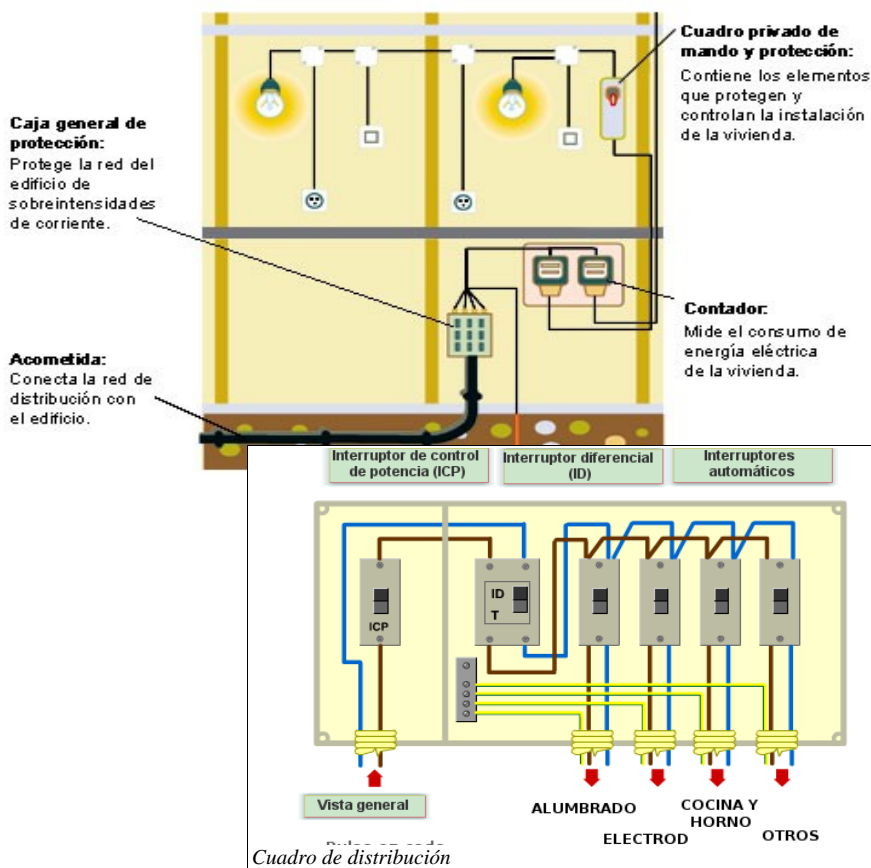 Cuadro privado de
mando y protección:
Contiene los elementos
que protegen y
controlan la instalación
de la vivienda.
Caja general de
protección:
Protege la red del
edificio de
sobreintensidades
de corriente.
Contador:
Mide el consumo de
energía eléctrica
de la vivienda.
Acometida:
Conecta la red de
distribución con
el edificio.
Interruptor de control
de potencia (ICP)
Interruptor diferencial
(ID)
Interruptores
automáticos
ICP
ID
T
Vista general
ALUMBRADO
ELECTROD
COCINA Y
HORNO
OTROS
Cuadro de distribución